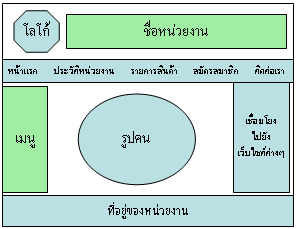 โลโก้
ชื่อหน่วยงาน
หน้าแรก ประวัติหน่วยงาน รายการสินค้า สมัครสมาชิก ติดต่อเรา
เมนู
รูปคน
เชื่อมโยง
ไปยัง
เว็บไซท์ต่างๆ
ที่อยู่ของหน่วยงาน